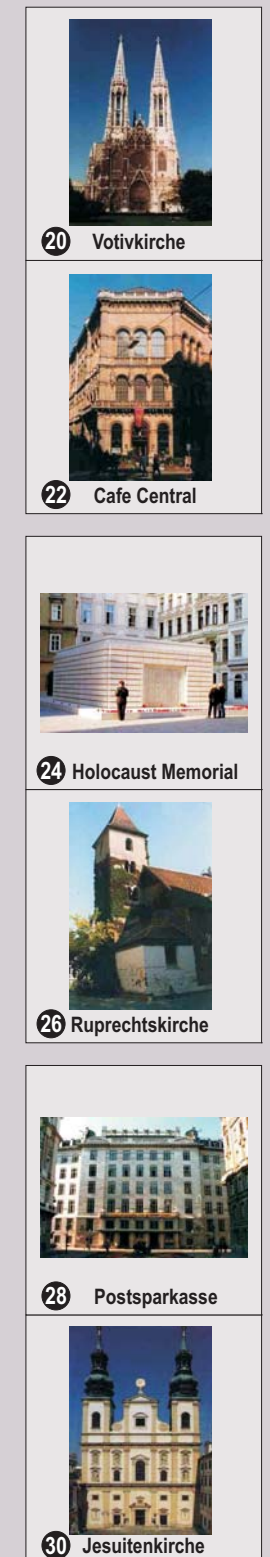 20 Votivkirche
22 Cafe Central
24 Holocaust Memorial
26 Ruprechtskirche
28 Postsparkasse
30 Jesuitenkirche